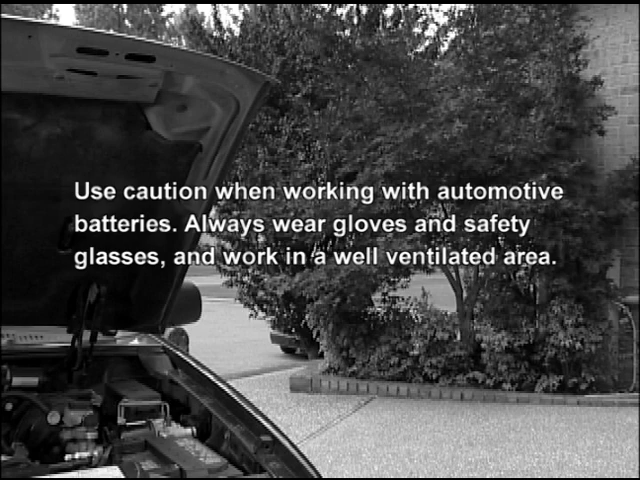 Use caution when working with automotive
batteries. Always wear gloves and safety
glasses, and work in a well ventilated area.